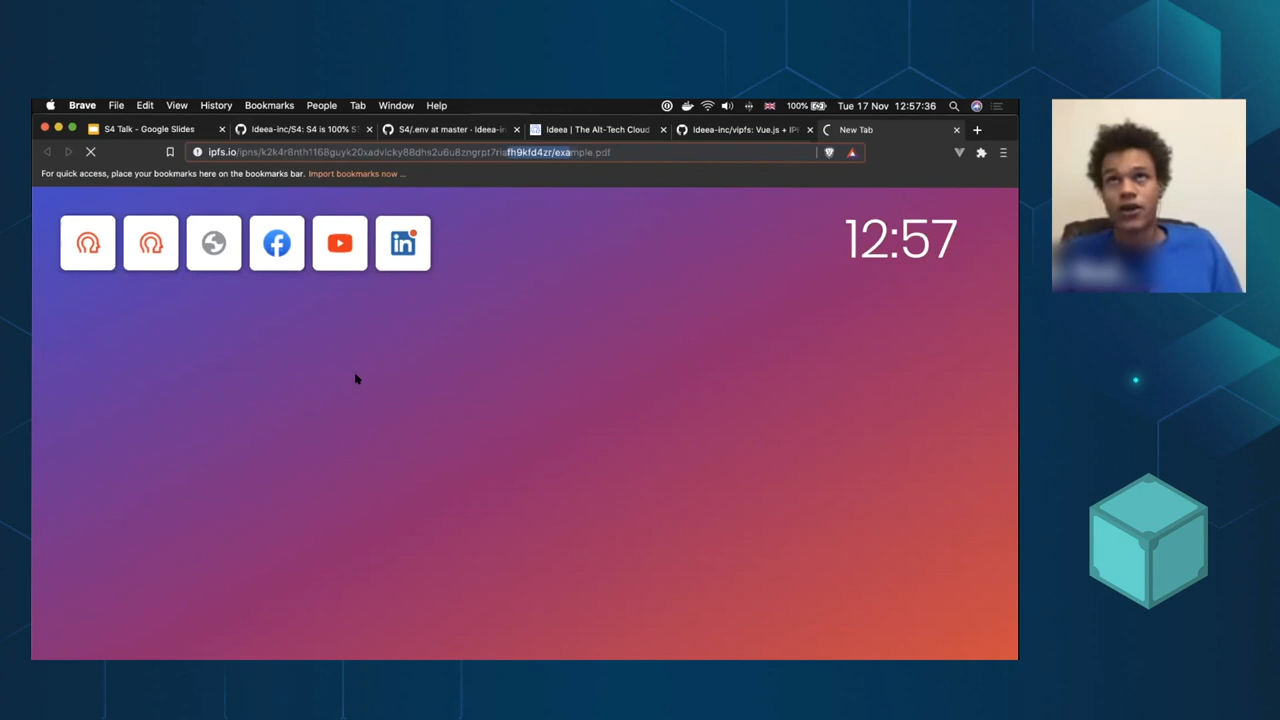 Brave File Edit View History Bookmarks People Tab Window Help 100% Tue 17 Nov 12:57:36
S4 Talk - Google Slides Ideea-inc/S4: S4 is 100% S S4/.env at master · Ideea-in Ideea | The Alt-Tech Cloud Ideea-inc/vipfs: Vue.js + IPF New Tab
ipfs.io/ipns/k2k4r8nth1168guyk20xadvlcky88dhs2u6u8zngrpt7riafh9kfd4zr/example.pdf
For quick access, place your bookmarks here on the bookmarks bar. Import bookmarks now ...
12:57